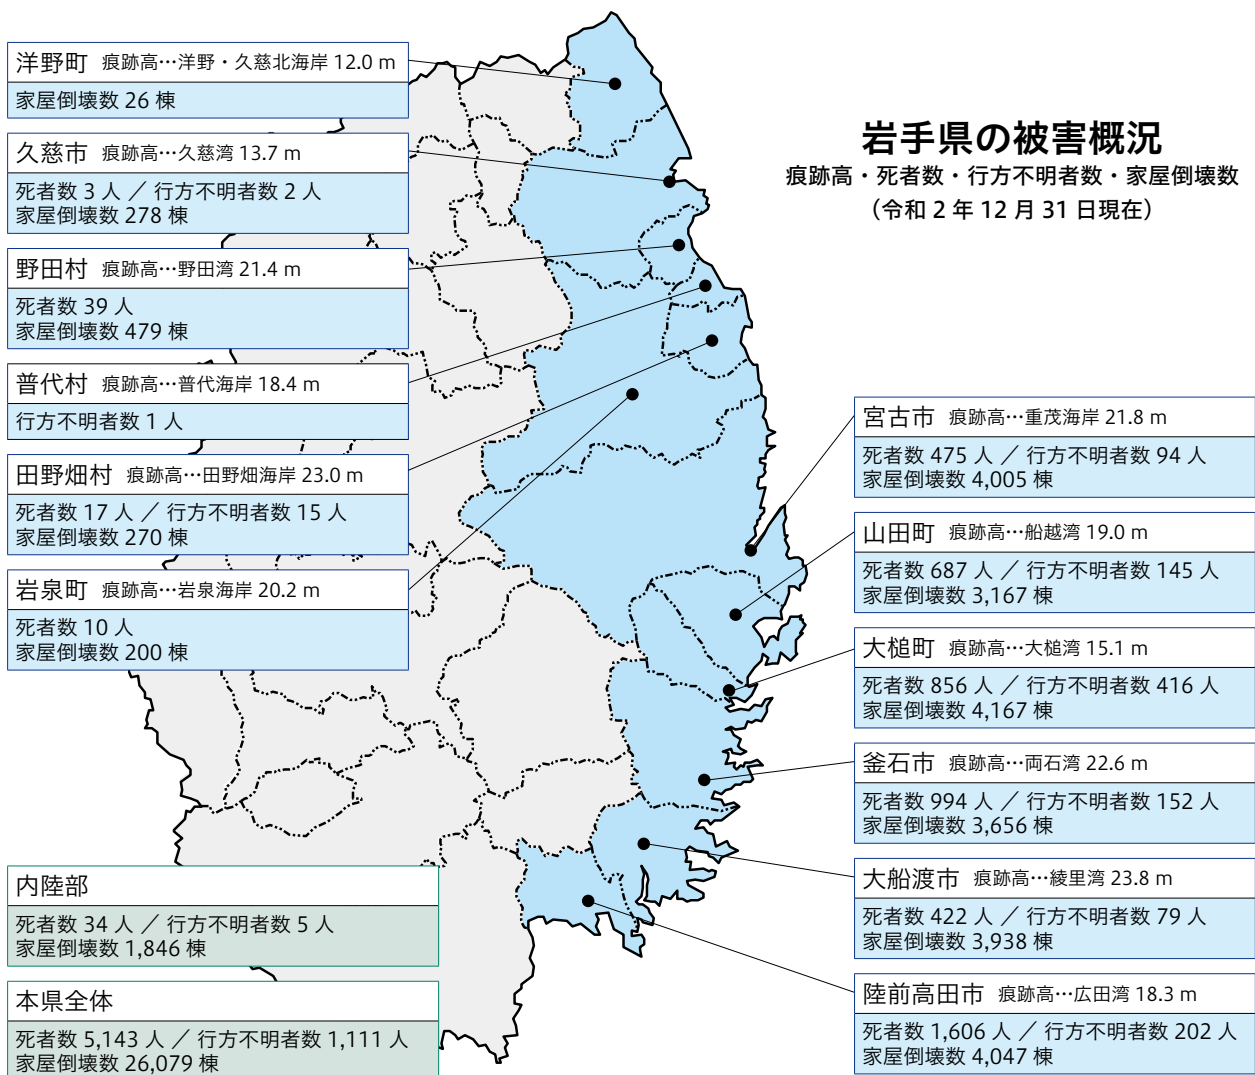 岩手県の被害概況
痕跡高・死者数・行方不明者数・家屋倒壊数
（令和 2 年 12 月 31 日現在）
洋野町 痕跡高…洋野・久慈北海岸 12.0 m
家屋倒壊数 26 棟
久慈市 痕跡高…久慈湾 13.7 m
死者数 3 人 ／ 行方不明者数 2 人
家屋倒壊数 278 棟
野田村 痕跡高…野田湾 21.4 m
死者数 39 人
家屋倒壊数 479 棟
普代村 痕跡高…普代海岸 18.4 m
行方不明者数 1 人
田野畑村 痕跡高…田野畑海岸 23.0 m
死者数 17 人 ／ 行方不明者数 15 人
家屋倒壊数 270 棟
岩泉町 痕跡高…岩泉海岸 20.2 m
死者数 10 人
家屋倒壊数 200 棟
宮古市 痕跡高…重茂海岸 21.8 m
死者数 475 人 ／ 行方不明者数 94 人
家屋倒壊数 4,005 棟
山田町 痕跡高…船越湾 19.0 m
死者数 687 人 ／ 行方不明者数 145 人
家屋倒壊数 3,167 棟
大槌町 痕跡高…大槌湾 15.1 m
死者数 856 人 ／ 行方不明者数 416 人
家屋倒壊数 4,167 棟
釜石市 痕跡高…両石湾 22.6 m
死者数 994 人 ／ 行方不明者数 152 人
家屋倒壊数 3,656 棟
大船渡市 痕跡高…綾里湾 23.8 m
死者数 422 人 ／ 行方不明者数 79 人
家屋倒壊数 3,938 棟
陸前高田市 痕跡高…広田湾 18.3 m
死者数 1,606 人 ／ 行方不明者数 202 人
家屋倒壊数 4,047 棟
内陸部
死者数 34 人 ／ 行方不明者数 5 人
家屋倒壊数 1,846 棟
本県全体
死者数 5,143 人 ／ 行方不明者数 1,111 人
家屋倒壊数 26,079 棟